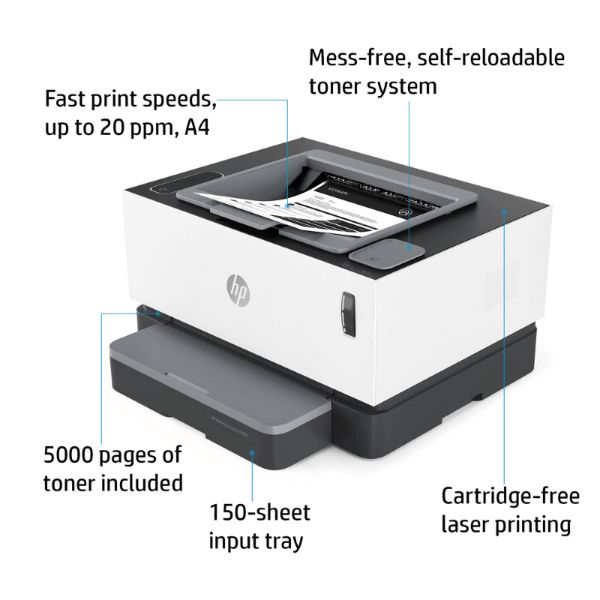 Mess-free, self-reloadable
toner system
Fast print speeds,
up to 20 ppm, A4
hp
5000 pages of
toner included
150-sheet
input tray
Cartridge-free
laser printing